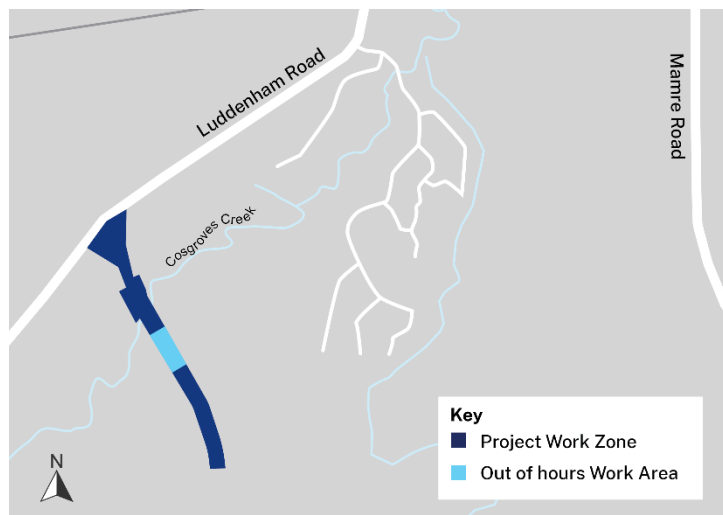 Luddenham Road
Mamre Road
Cosgroves Creek
Key
Project Work Zone
Out of hours Work Area
N